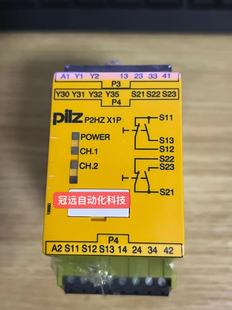 A1 Y1 Y2 13 23 33 41
P3
Y30 Y31 Y32 Y35 S21 S22 S23
P4
pilz
P2HZ X1P
POWER
CH.1
CH.2
S11
S13
S12
S22
S23
S21
冠远自动化科技
P4
A2 S11 S12 S13 14 24 34 42